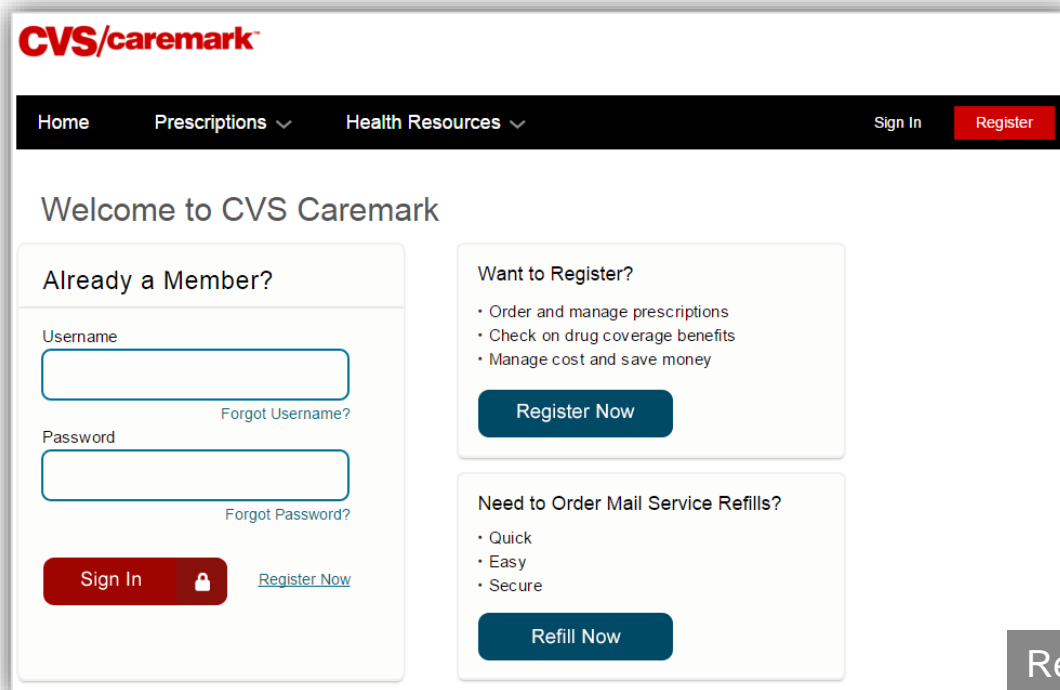 CVS/caremark™
Home Prescriptions Health Resources Sign In Register
Welcome to CVS Caremark
Already a Member?
Username
Forgot Username?
Password
Forgot Password?
Sign In Register Now
Want to Register?
· Order and manage prescriptions
· Check on drug coverage benefits
· Manage cost and save money
Register Now
Need to Order Mail Service Refills?
· Quick
· Easy
· Secure
Refill Now